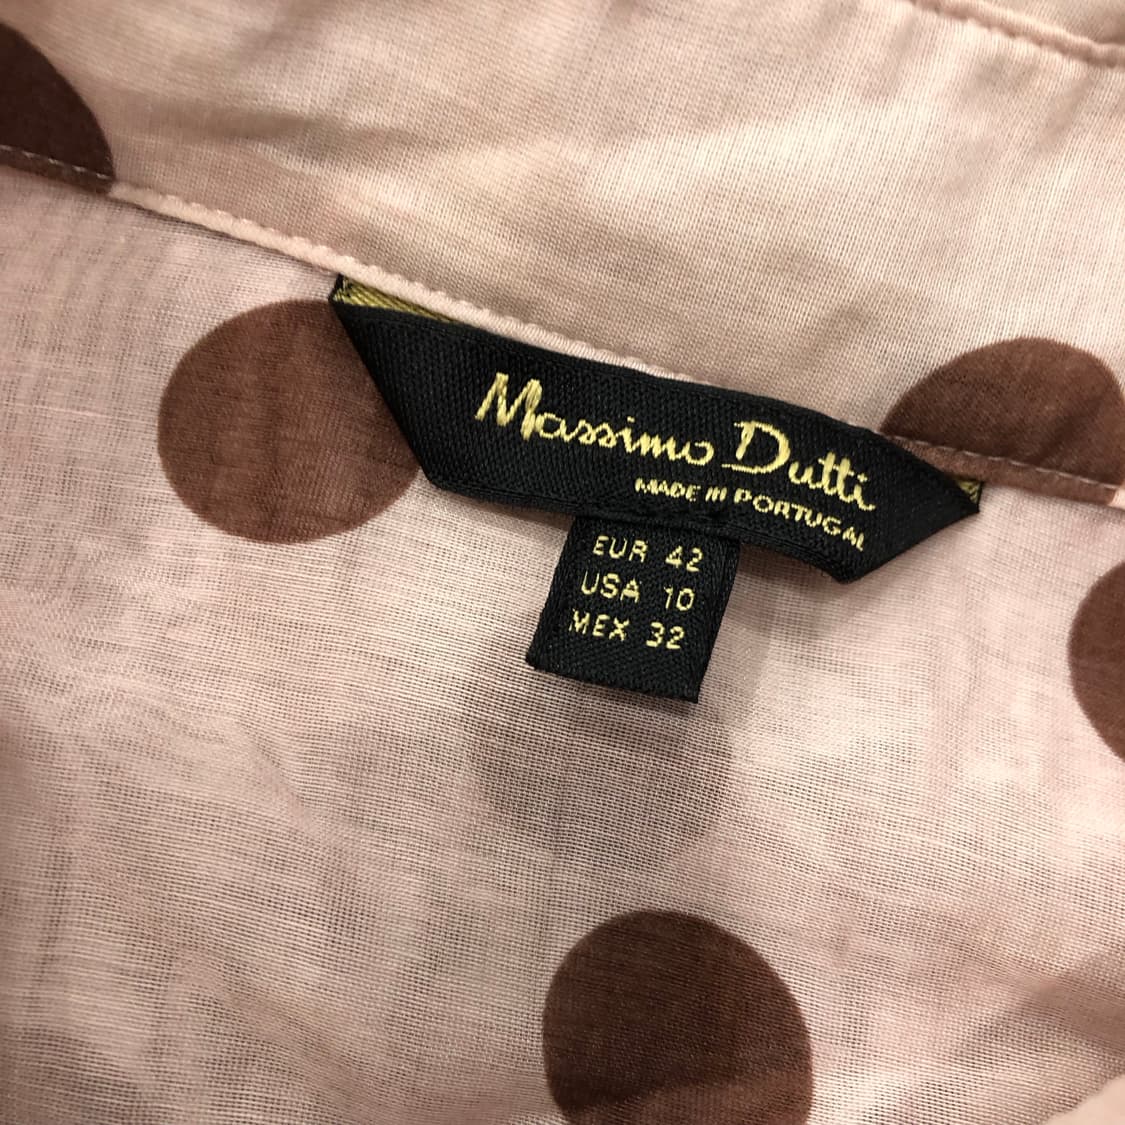 Massimo Dutti
MADE IN PORTUGAL
EUR 42
USA 10
MEX 32